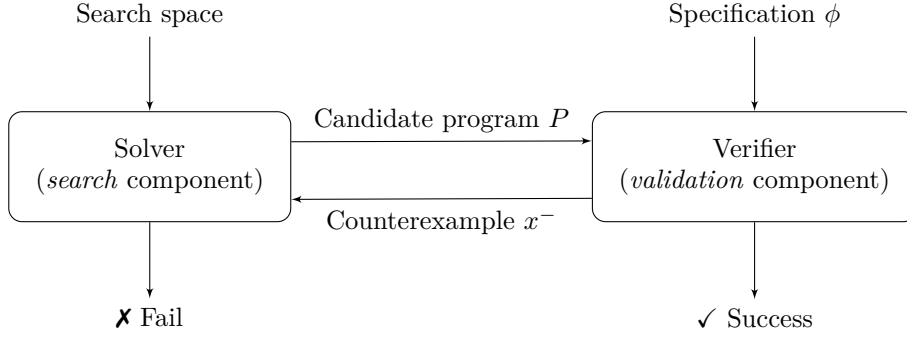 Search space
Specification ϕ
Candidate program P
Solver
(search component)
Verifier
(validation component)
Counterexample x⁻
✗ Fail
✓ Success